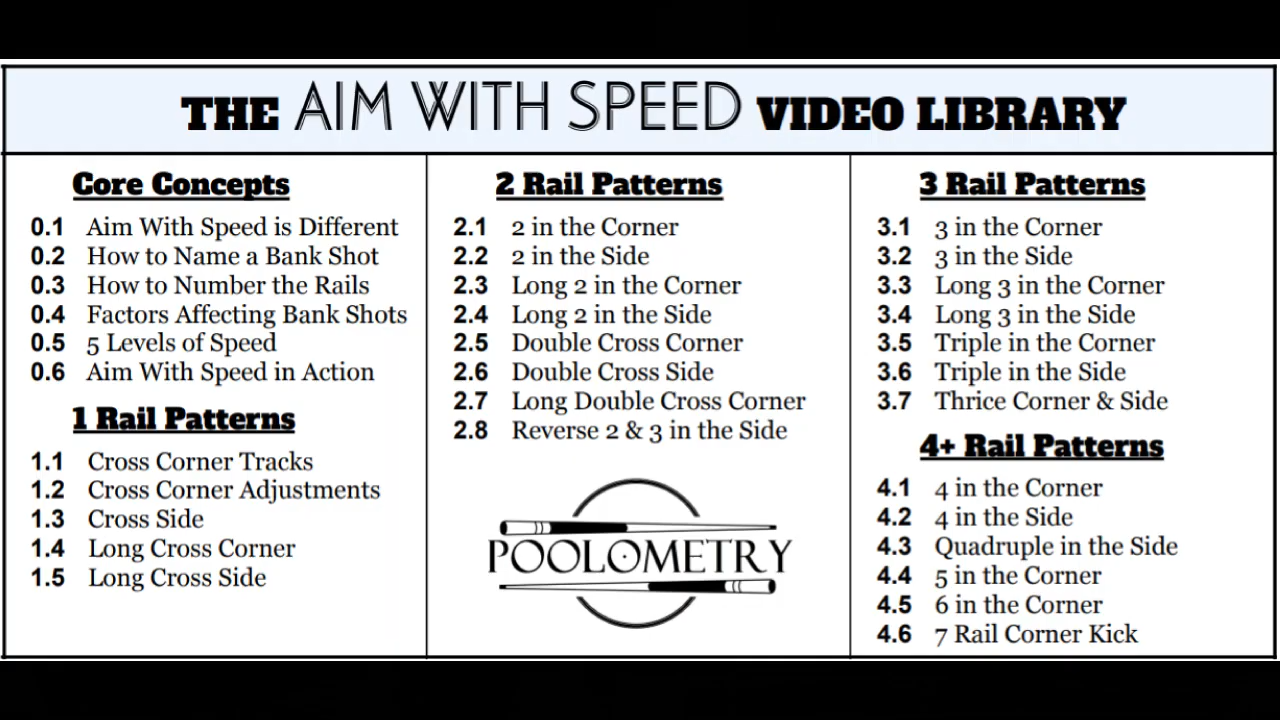 THE AIM WITH SPEED VIDEO LIBRARY
Core Concepts
0.1 Aim With Speed is Different
0.2 How to Name a Bank Shot
0.3 How to Number the Rails
0.4 Factors Affecting Bank Shots
0.5 5 Levels of Speed
0.6 Aim With Speed in Action
1 Rail Patterns
1.1 Cross Corner Tracks
1.2 Cross Corner Adjustments
1.3 Cross Side
1.4 Long Cross Corner
1.5 Long Cross Side
2 Rail Patterns
2.1 2 in the Corner
2.2 2 in the Side
2.3 Long 2 in the Corner
2.4 Long 2 in the Side
2.5 Double Cross Corner
2.6 Double Cross Side
2.7 Long Double Cross Corner
2.8 Reverse 2 & 3 in the Side
POOLOMETRY
3 Rail Patterns
3.1 3 in the Corner
3.2 3 in the Side
3.3 Long 3 in the Corner
3.4 Long 3 in the Side
3.5 Triple in the Corner
3.6 Triple in the Side
3.7 Thrice Corner & Side
4+ Rail Patterns
4.1 4 in the Corner
4.2 4 in the Side
4.3 Quadruple in the Side
4.4 5 in the Corner
4.5 6 in the Corner
4.6 7 Rail Corner Kick